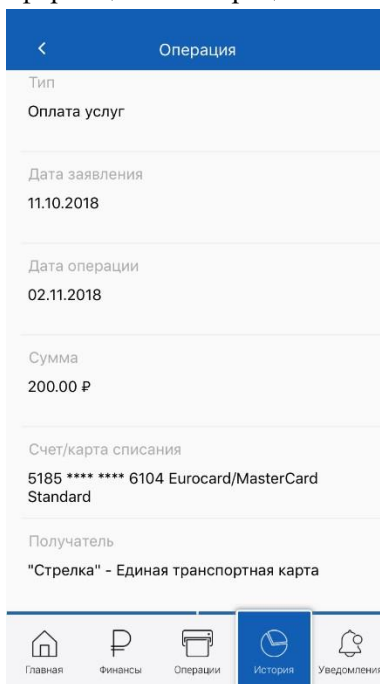 Операция
Тип
Оплата услуг
Дата заявления
11.10.2018
Дата операции
02.11.2018
Сумма
200.00 ₽
Счет/карта списания
5185 **** **** 6104 Eurocard/MasterCard
Standard
Получатель
"Стрелка" - Единая транспортная карта
Главная Финансы Операции История Уведомления